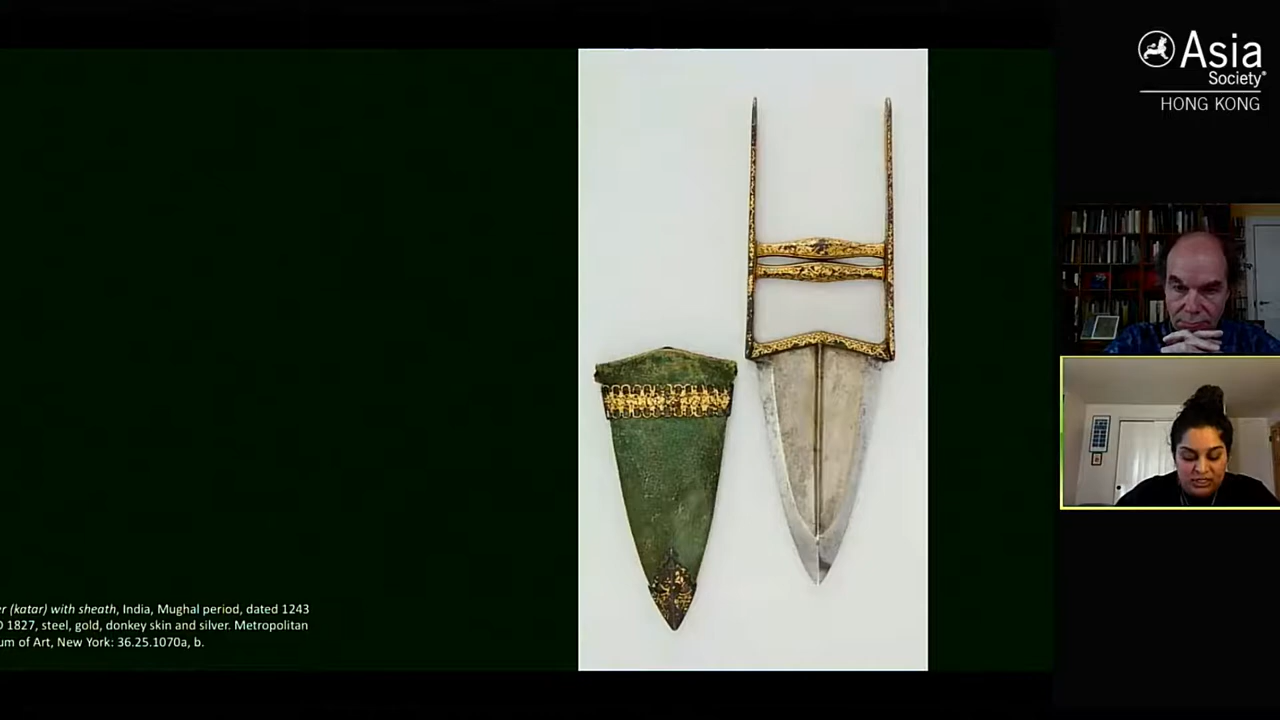 Asia
Society
HONG KONG
(katar) with sheath, India, Mughal period, dated 1243
1827, steel, gold, donkey skin and silver. Metropolitan
of Art, New York: 36.25.1070a, b.